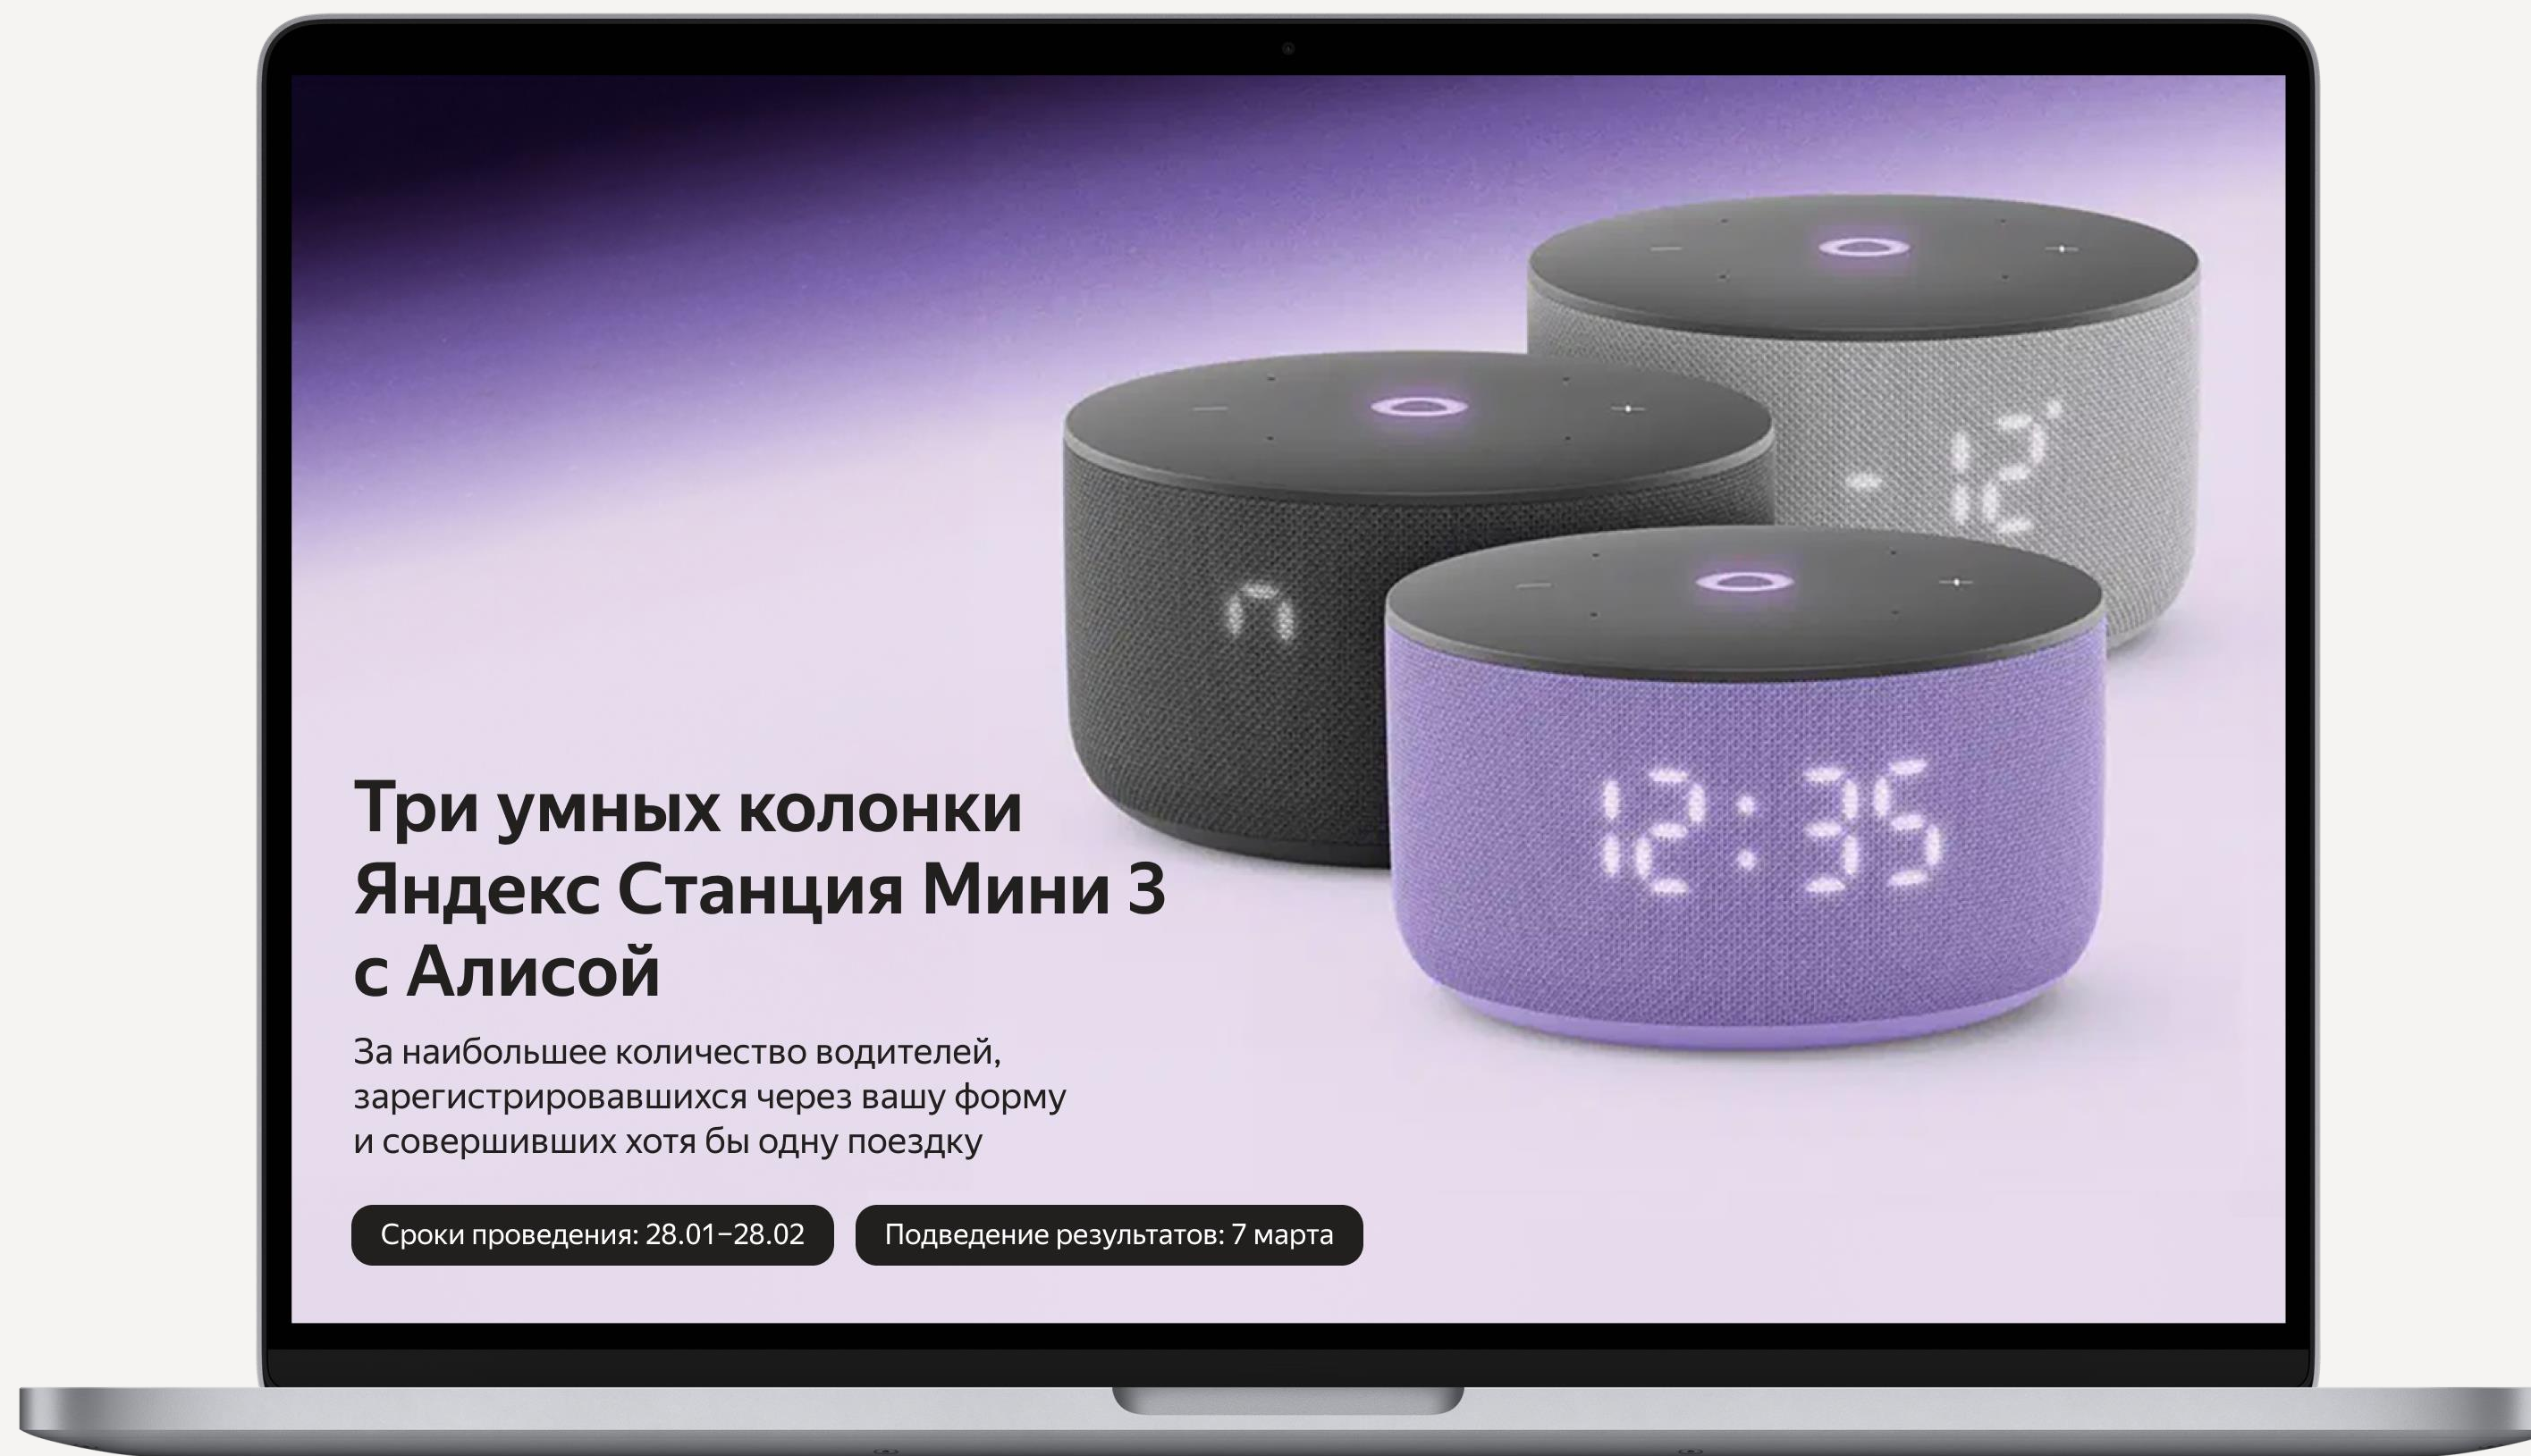 -12°
12:35
Три умных колонки
Яндекс Станция Мини 3
с Алисой
За наибольшее количество водителей,
зарегистрировавшихся через вашу форму
и совершивших хотя бы одну поездку
Сроки проведения: 28.01–28.02
Подведение результатов: 7 марта